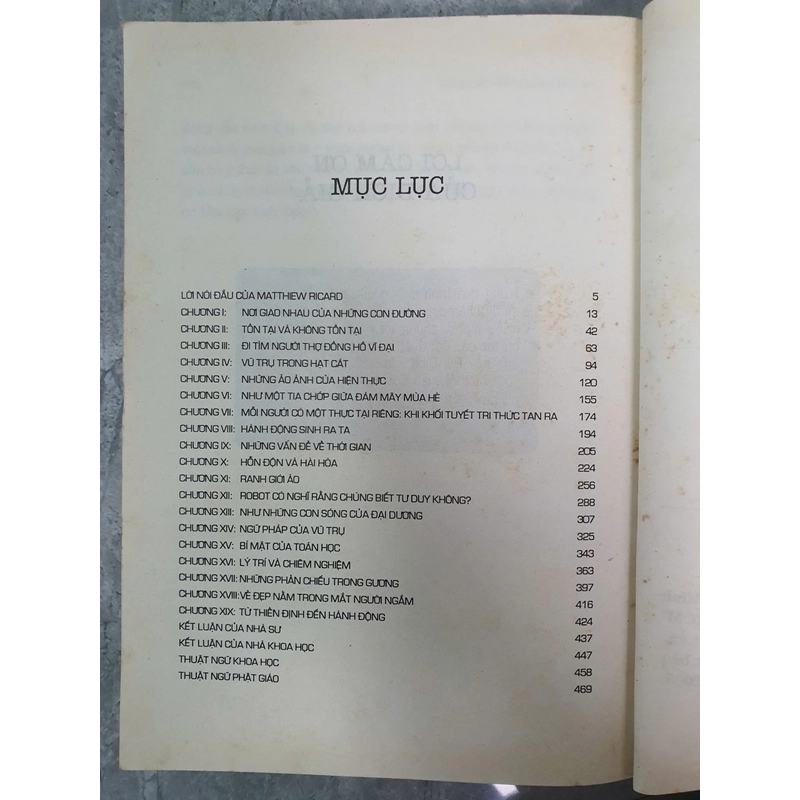 MỤC LỤC
LỜI NÓI ĐẦU CỦA MATTHIEW RICARD 5
CHƯƠNG I: NƠI GIAO NHAU CỦA NHỮNG CON ĐƯỜNG 13
CHƯƠNG II: TỒN TẠI VÀ KHÔNG TỒN TẠI 42
CHƯƠNG III: ĐI TÌM NGƯỜI THỢ ĐỒNG HỒ VĨ ĐẠI 63
CHƯƠNG IV: VŨ TRỤ TRONG HẠT CÁT 94
CHƯƠNG V: NHỮNG ẢO ẢNH CỦA HIỆN THỰC 120
CHƯƠNG VI: NHƯ MỘT TIA CHỚP GIỮA ĐÁM MÂY MÙA HÈ 155
CHƯƠNG VII: MỖI NGƯỜI CÓ MỘT THỰC TẠI RIÊNG: KHI KHỐI TUYẾT TRI THỨC TAN RA 174
CHƯƠNG VIII: HÀNH ĐỘNG SINH RA TA 194
CHƯƠNG IX: NHỮNG VẤN ĐỀ VỀ THỜI GIAN 205
CHƯƠNG X: HỖN ĐỘN VÀ HÀI HÒA 224
CHƯƠNG XI: RANH GIỚI ẢO 256
CHƯƠNG XII: ROBOT CÓ NGHĨ RẰNG CHÚNG BIẾT TƯ DUY KHÔNG? 288
CHƯƠNG XIII: NHƯ NHỮNG CON SÓNG CỦA ĐẠI DƯƠNG 307
CHƯƠNG XIV: NGỮ PHÁP CỦA VŨ TRỤ 325
CHƯƠNG XV: BÍ MẬT CỦA TOÁN HỌC 343
CHƯƠNG XVI: LÝ TRÍ VÀ CHIÊM NGHIỆM 363
CHƯƠNG XVII: NHỮNG PHẢN CHIẾU TRONG GƯƠNG 397
CHƯƠNG XVIII: VẺ ĐẸP NẰM TRONG MẮT NGƯỜI NGẮM 416
CHƯƠNG XIX: TỪ THIỀN ĐỊNH ĐẾN HÀNH ĐỘNG 424
KẾT LUẬN CỦA NHÀ SƯ 437
KẾT LUẬN CỦA NHÀ KHOA HỌC 447
THUẬT NGỮ KHOA HỌC 458
THUẬT NGỮ PHẬT GIÁO 469